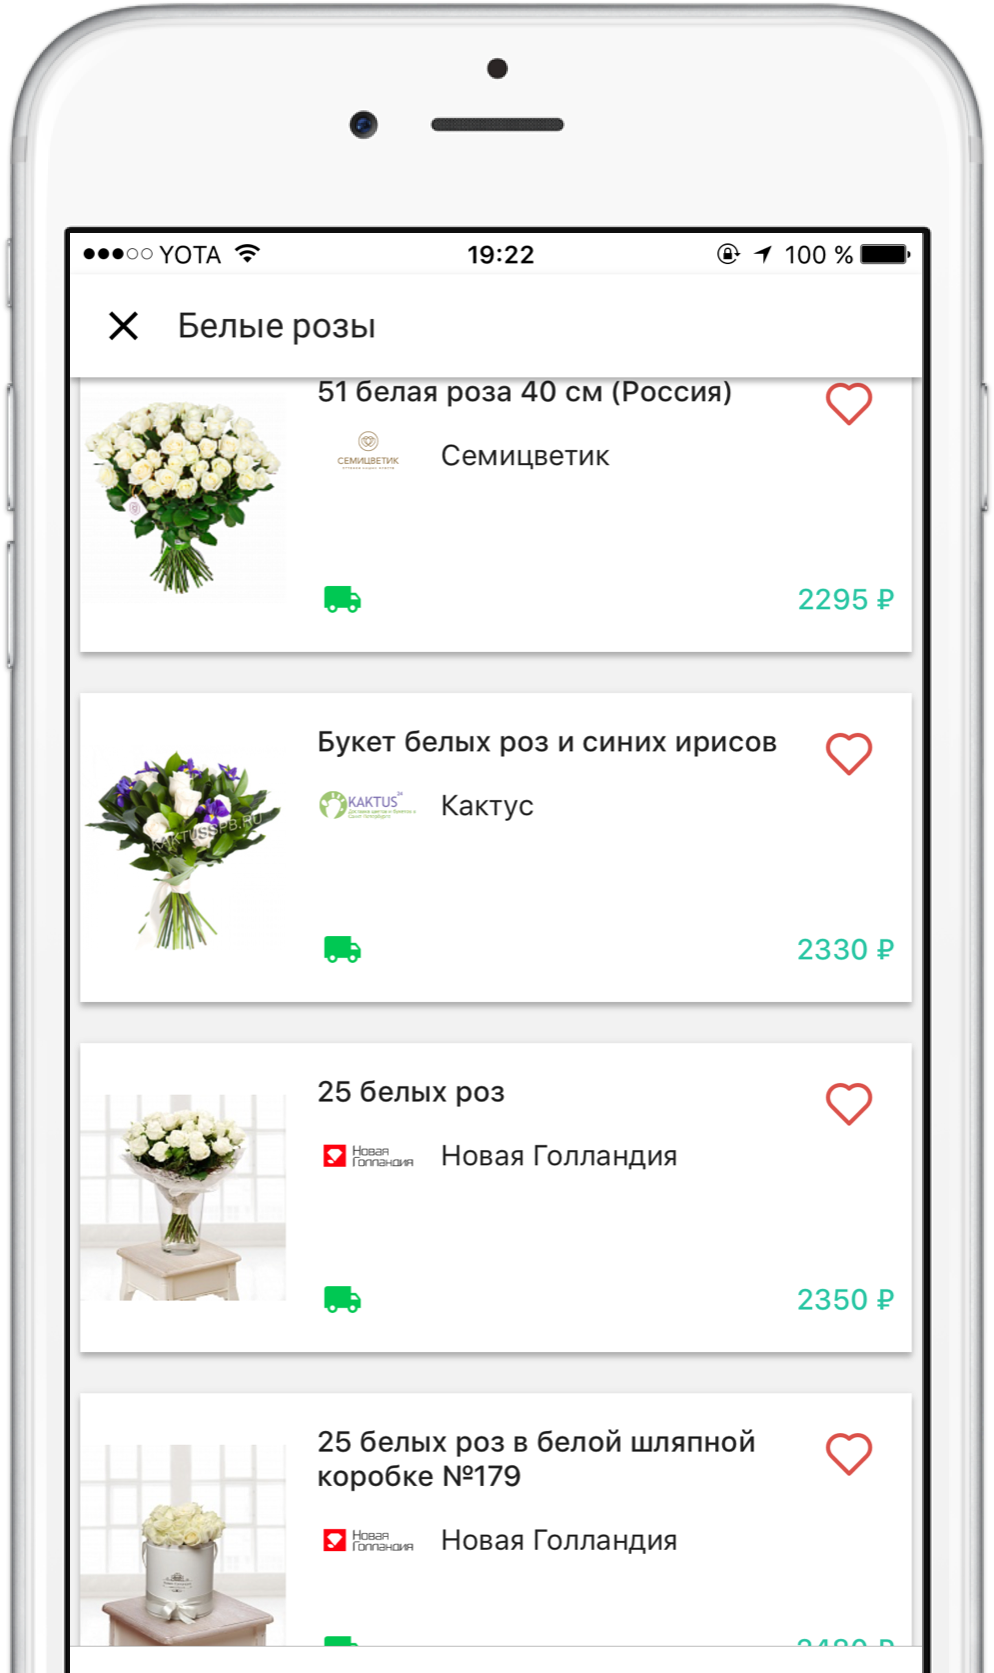 YOTA 19:22 100 %
Белые розы
51 белая роза 40 см (Россия)
СЕМИЦВЕТИК
Семицветик
2295 ₽
Букет белых роз и синих ирисов
KAKTUS
Кактус
KAKTUSSPB.RU
2330 ₽
25 белых роз
Новая
Голландия
Новая Голландия
2350 ₽
25 белых роз в белой шляпной
коробке №179
Новая
Голландия
Новая Голландия